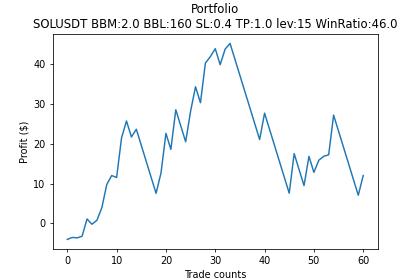 Portfolio
SOLUSDT BBM:2.0 BBL:160 SL:0.4 TP:1.0 lev:15 WinRatio:46.0
Profit ($)
40
30
20
10
0
0 10 20 30 40 50 60
Trade counts